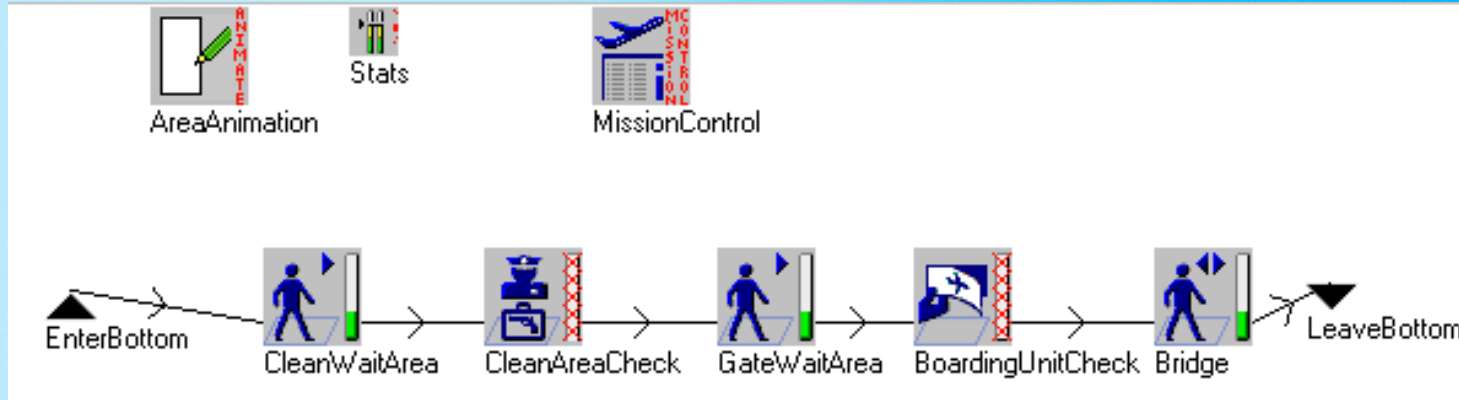 ANIMATE
MISSION
CONTROL
Stats
AreaAnimation
MissionControl
EnterBottom
LeaveBottom
CleanWaitArea
CleanAreaCheck
GateWaitArea
BoardingUnitCheck
Bridge